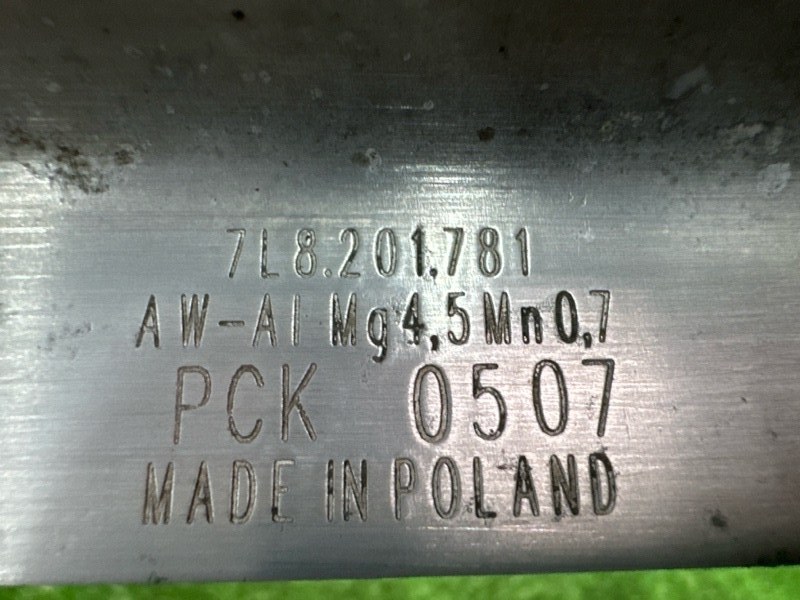 7L8.201.781
AW-Al Mg4,5Mn0,7
PCK 0507
MADE IN POLAND